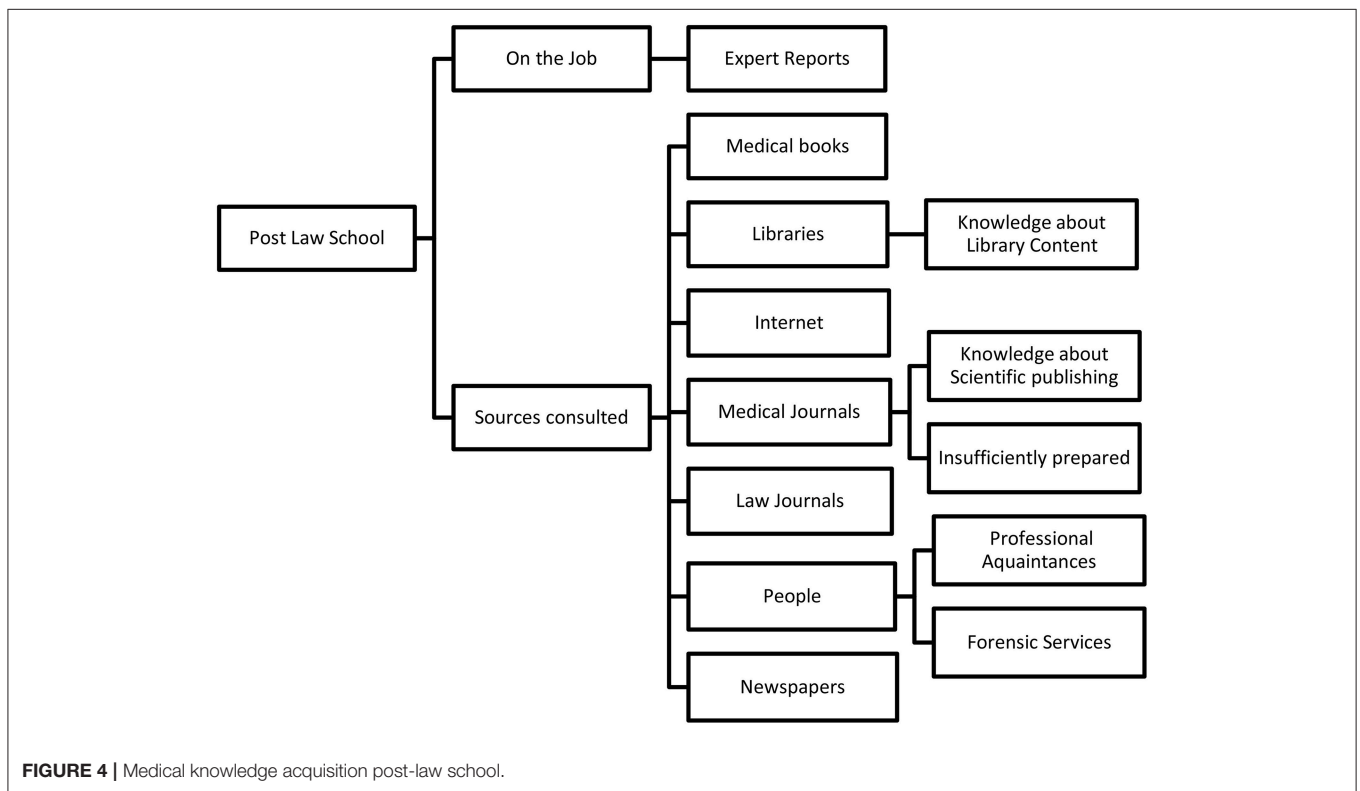 On the Job
Expert Reports
Medical books
Libraries
Knowledge about
Library Content
Post Law School
Internet
Knowledge about
Scientific publishing
Sources consulted
Medical Journals
Insufficiently prepared
Law Journals
Professional
Aquaintances
People
Forensic Services
Newspapers
FIGURE 4 | Medical knowledge acquisition post-law school.